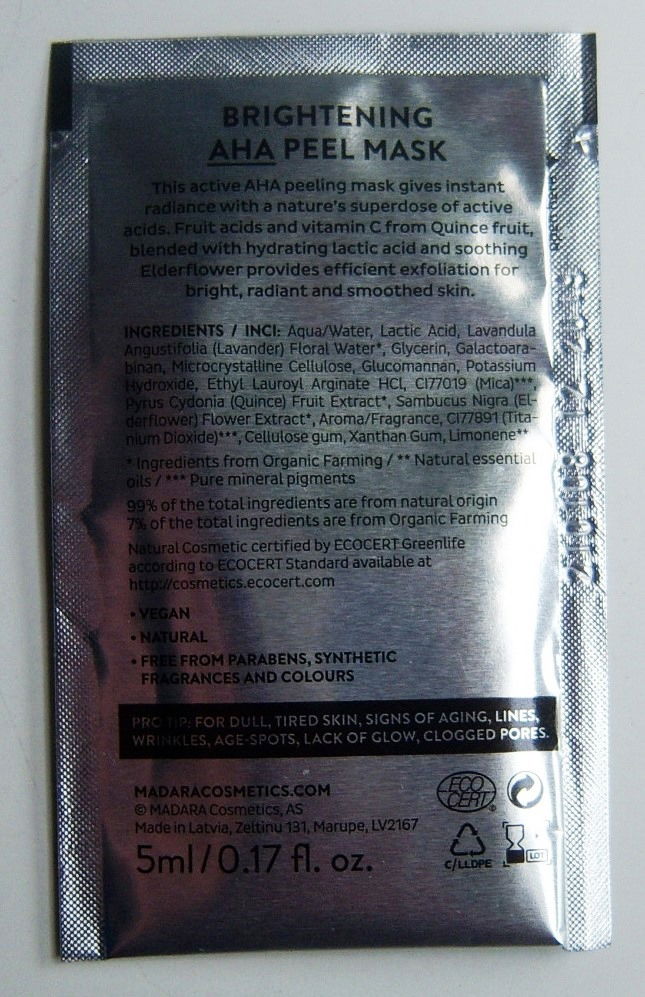 BRIGHTENING
AHA PEEL MASK
This active AHA peeling mask gives instant
radiance with a nature's superdose of active
acids. Fruit acids and vitamin C from Quince fruit,
blended with hydrating lactic acid and soothing
Elderflower provides efficient exfoliation for
bright, radiant and smoothed skin.
INGREDIENTS / INCI: Aqua/Water, Lactic Acid, Lavandula
Angustifolia (Lavander) Floral Water*, Glycerin, Galactoara-
binan, Microcrystalline Cellulose, Glucomannan, Potassium
Hydroxide, Ethyl Lauroyl Arginate HCl, CI77019 (Mica)***,
Pyrus Cydonia (Quince) Fruit Extract*, Sambucus Nigra (El-
derflower) Flower Extract*, Aroma/Fragrance, CI77891 (Tita-
nium Dioxide)***, Cellulose gum, Xanthan Gum, Limonene**
* Ingredients from Organic Farming / ** Natural essential
oils / *** Pure mineral pigments
99% of the total ingredients are from natural origin
7% of the total ingredients are from Organic Farming
Natural Cosmetic certified by ECOCERT Greenlife
according to ECOCERT Standard available at
http://cosmetics.ecocert.com
• VEGAN
• NATURAL
• FREE FROM PARABENS, SYNTHETIC
FRAGRANCES AND COLOURS
PRO TIP: FOR DULL, TIRED SKIN, SIGNS OF AGING, LINES,
WRINKLES, AGE-SPOTS, LACK OF GLOW, CLOGGED PORES.
MADARACOSMETICS.COM
© MADARA Cosmetics, AS
Made in Latvia, Zeltinu 131, Marupe, LV2167
5ml / 0.17 fl. oz.
ECO
CERT®
C/LLDPE
LOT